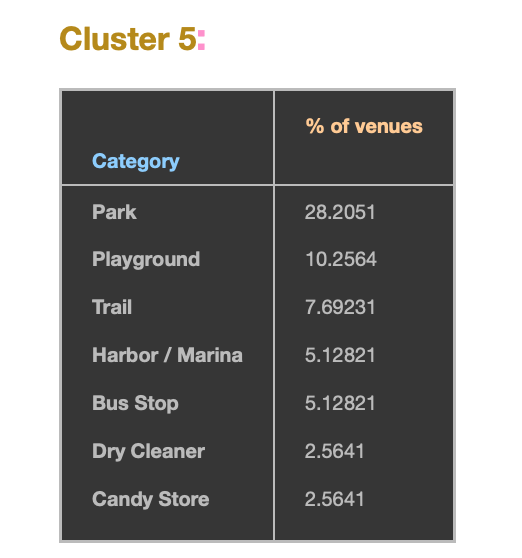 Cluster 5:
% of venues
Category
Park 28.2051
Playground 10.2564
Trail 7.69231
Harbor / Marina 5.12821
Bus Stop 5.12821
Dry Cleaner 2.5641
Candy Store 2.5641